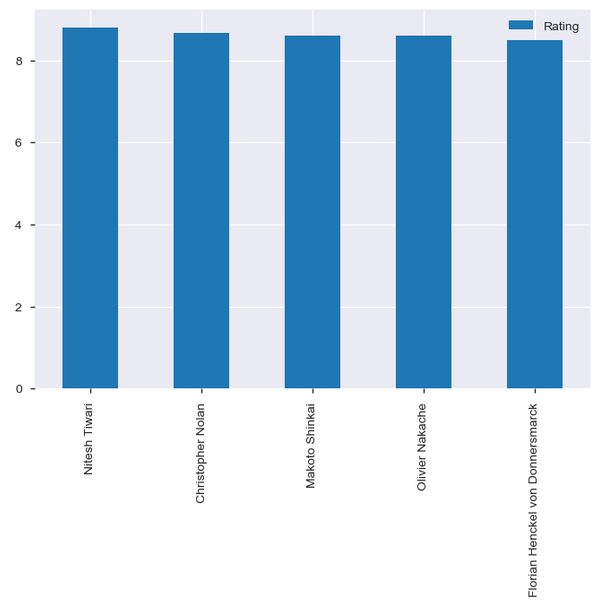 Rating
8
6
4
2
0
Nitesh Tiwari
Christopher Nolan
Makoto Shinkai
Olivier Nakache
Florian Henckel von Donnersmarck